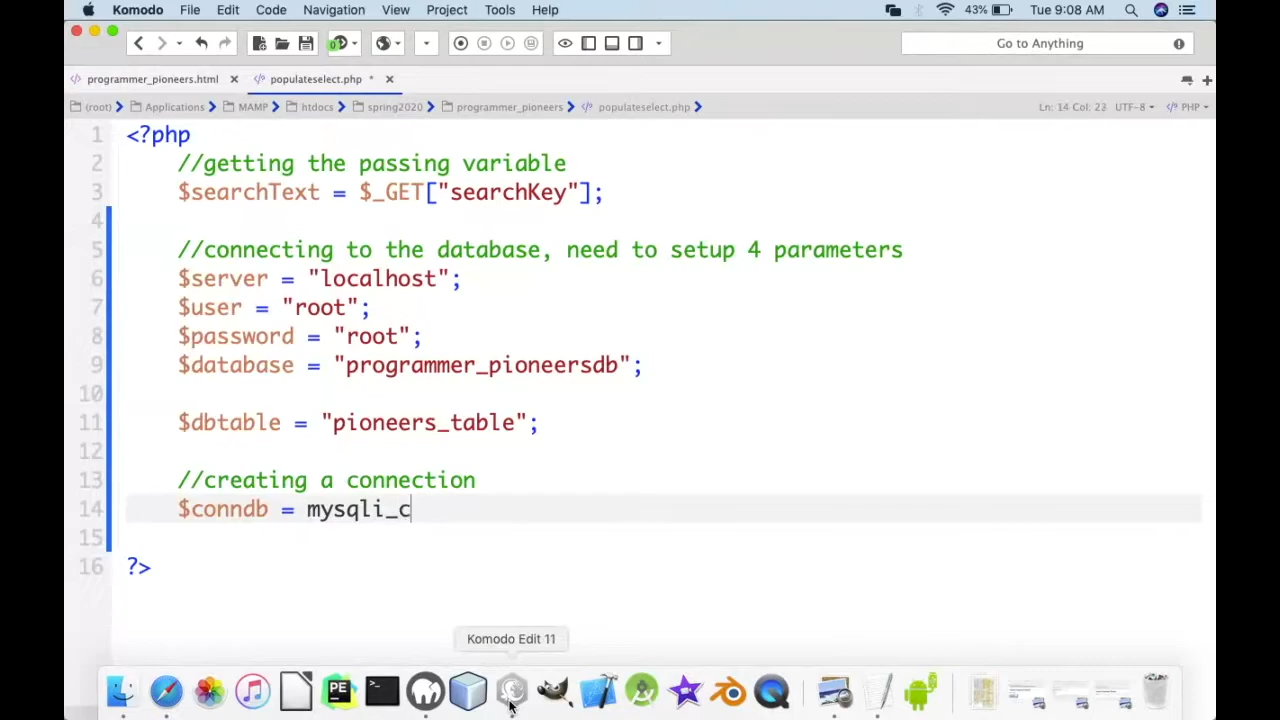 Komodo File Edit Code Navigation View Project Tools Help 43% Tue 9:08 AM
Go to Anything
programmer_pioneers.html populateselect.php *
(root) Applications MAMP htdocs spring2020 programmer_pioneers populateselect.php Ln: 14 Col: 23 UTF-8 PHP
1 <?php
2 //getting the passing variable
3 $searchText = $_GET["searchKey"];
4
5 //connecting to the database, need to setup 4 parameters
6 $server = "localhost";
7 $user = "root";
8 $password = "root";
9 $database = "programmer_pioneersdb";
10
11 $dbtable = "pioneers_table";
12
13 //creating a connection
14 $conndb = mysqli_c
15
16 ?>
Komodo Edit 11
PE